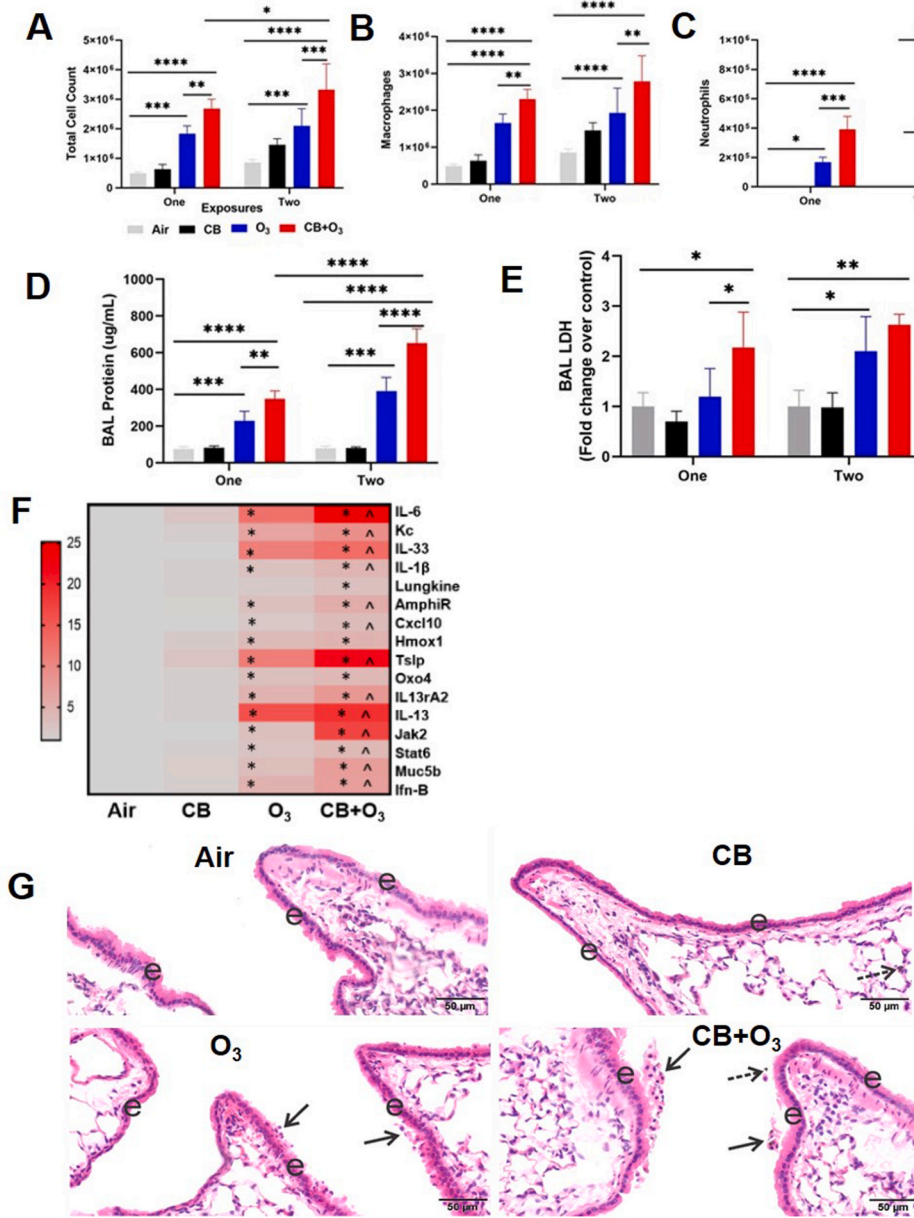 A
Total Cell Count
5×10⁶
4×10⁶
3×10⁶
2×10⁶
1×10⁶
0
*
****
****
***
**
***
***
One
Two
Exposures
Air CB O₃ CB+O₃
B
Macrophages
4×10⁶
3×10⁶
2×10⁶
1×10⁶
0
****
****
****
**
**
****
One
Two
C
Neutrophils
1×10⁶
8×10⁵
6×10⁵
4×10⁵
2×10⁵
0
****
***
*
One
D
BAL Protiein (ug/mL)
1000
800
600
400
200
0
****
****
****
****
**
***
***
One
Two
E
BAL LDH
(Fold change over control)
4
3
2
1
0
*
**
*
*
One
Two
F
25
20
15
10
5
* * ^ IL-6
* * ^ Kc
* * ^ IL-33
* * ^ IL-1β
* Lungkine
* * ^ AmphiR
* * ^ Cxcl10
* * Hmox1
* * ^ Tslp
* * Oxo4
* * ^ IL13rA2
* * ^ IL-13
* * ^ Jak2
* * ^ Stat6
* * ^ Muc5b
* * ^ Ifn-B
Air CB O₃ CB+O₃
G
Air
e
e
e
50 µm
CB
e
e
50 µm
O₃
e
e
e
50 µm
CB+O₃
e
e
e
50 µm